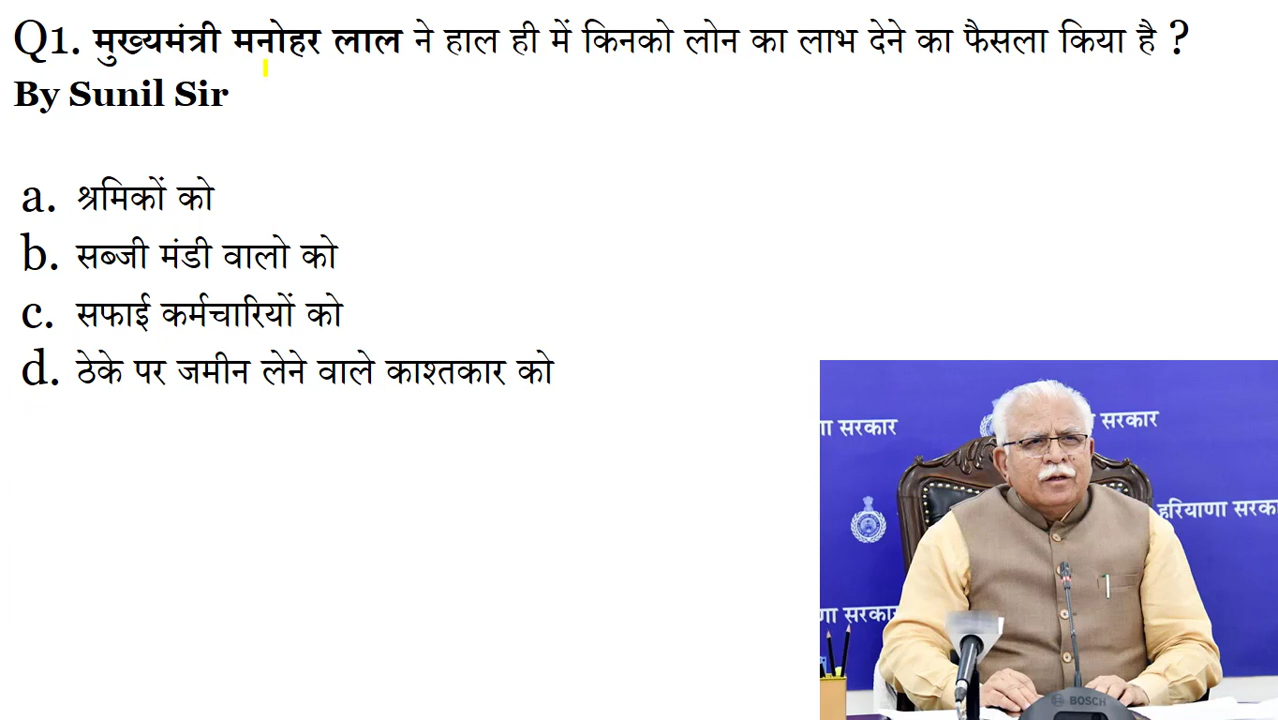 Q1. मुख्यमंत्री मनोहर लाल ने हाल ही में किनको लोन का लाभ देने का फैसला किया है ?
By Sunil Sir
a. श्रमिकों को
b. सब्जी मंडी वालो को
c. सफाई कर्मचारियों को
d. ठेके पर जमीन लेने वाले काश्तकार को
णा सरकार
सरकार
हरियाणा सरका
णा सरका
BOSCH